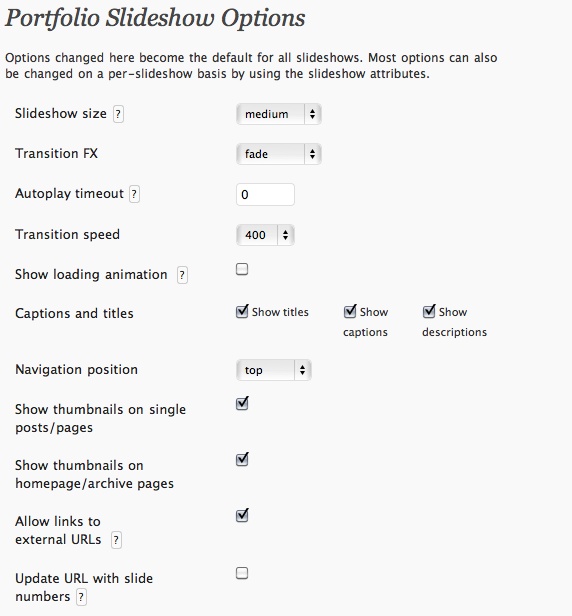 Portfolio Slideshow Options
Options changed here become the default for all slideshows. Most options can also
be changed on a per-slideshow basis by using the slideshow attributes.
Slideshow size ? medium
Transition FX fade
Autoplay timeout ? 0
Transition speed 400
Show loading animation ?
Captions and titles Show titles Show Show
captions descriptions
Navigation position top
Show thumbnails on single
posts/pages
Show thumbnails on
homepage/archive pages
Allow links to
external URLs ?
Update URL with slide
numbers ?